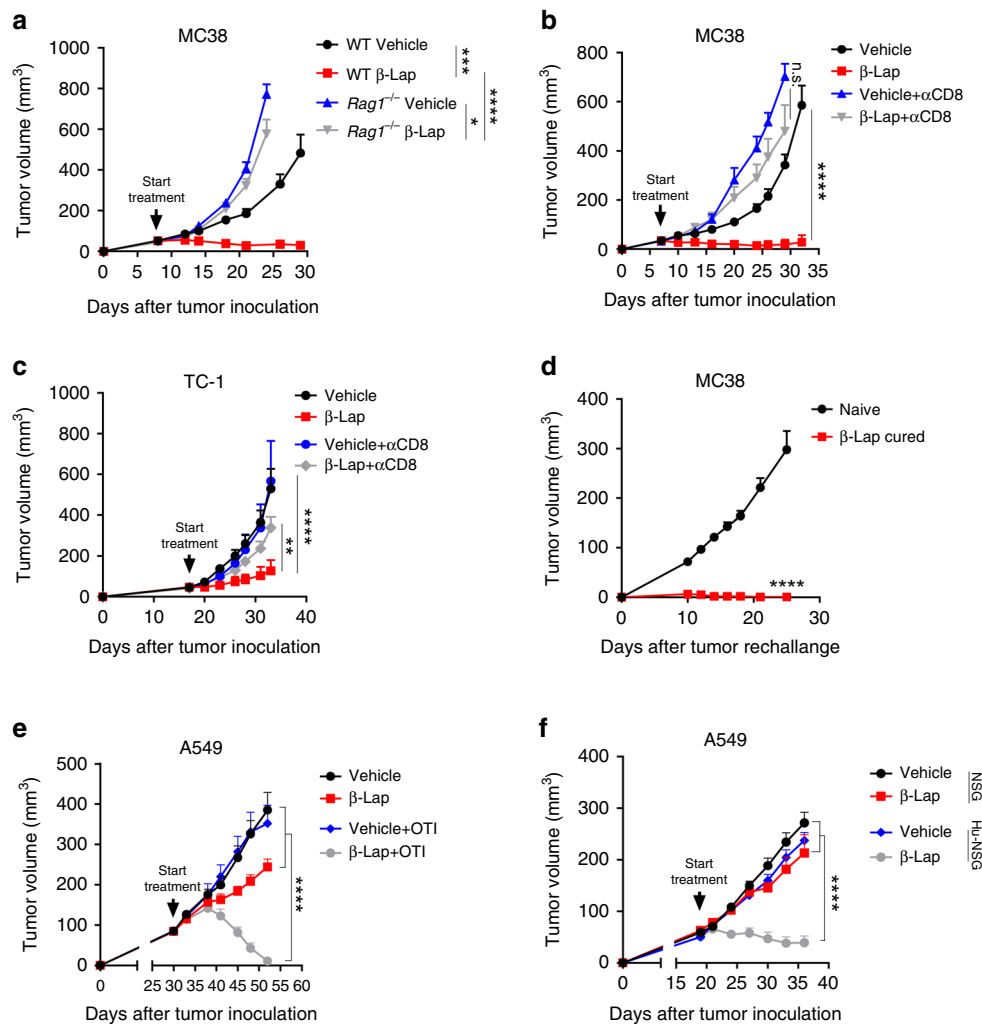 a
MC38
Tumor volume (mm³)
1000
800
600
400
200
0
Start
treatment
0 5 10 15 20 25 30
Days after tumor inoculation
WT Vehicle
WT β-Lap
Rag1⁻/⁻ Vehicle
Rag1⁻/⁻ β-Lap
***
****
*
b
MC38
Tumor volume (mm³)
800
600
400
200
0
Start
treatment
0 5 10 15 20 25 30 35
Days after tumor inoculation
Vehicle
β-Lap
Vehicle+αCD8
β-Lap+αCD8
n.s.
****
c
TC-1
Tumor volume (mm³)
1000
800
600
400
200
0
Start
treatment
0 10 20 30 40
Days after tumor inoculation
Vehicle
β-Lap
Vehicle+αCD8
β-Lap+αCD8
**
****
d
MC38
Tumor volume (mm³)
400
300
200
100
0
0 10 20 30
Days after tumor rechallange
Naive
β-Lap cured
****
e
A549
Tumor volume (mm³)
500
400
300
200
100
0
Start
treatment
0 25 30 35 40 45 50 55 60
Days after tumor inoculation
Vehicle
β-Lap
Vehicle+OTI
β-Lap+OTI
****
f
A549
Tumor volume (mm³)
400
300
200
100
0
Start
treatment
0 15 20 25 30 35 40
Days after tumor inoculation
Vehicle
β-Lap
NSG
Vehicle
β-Lap
Hu-NSG
****